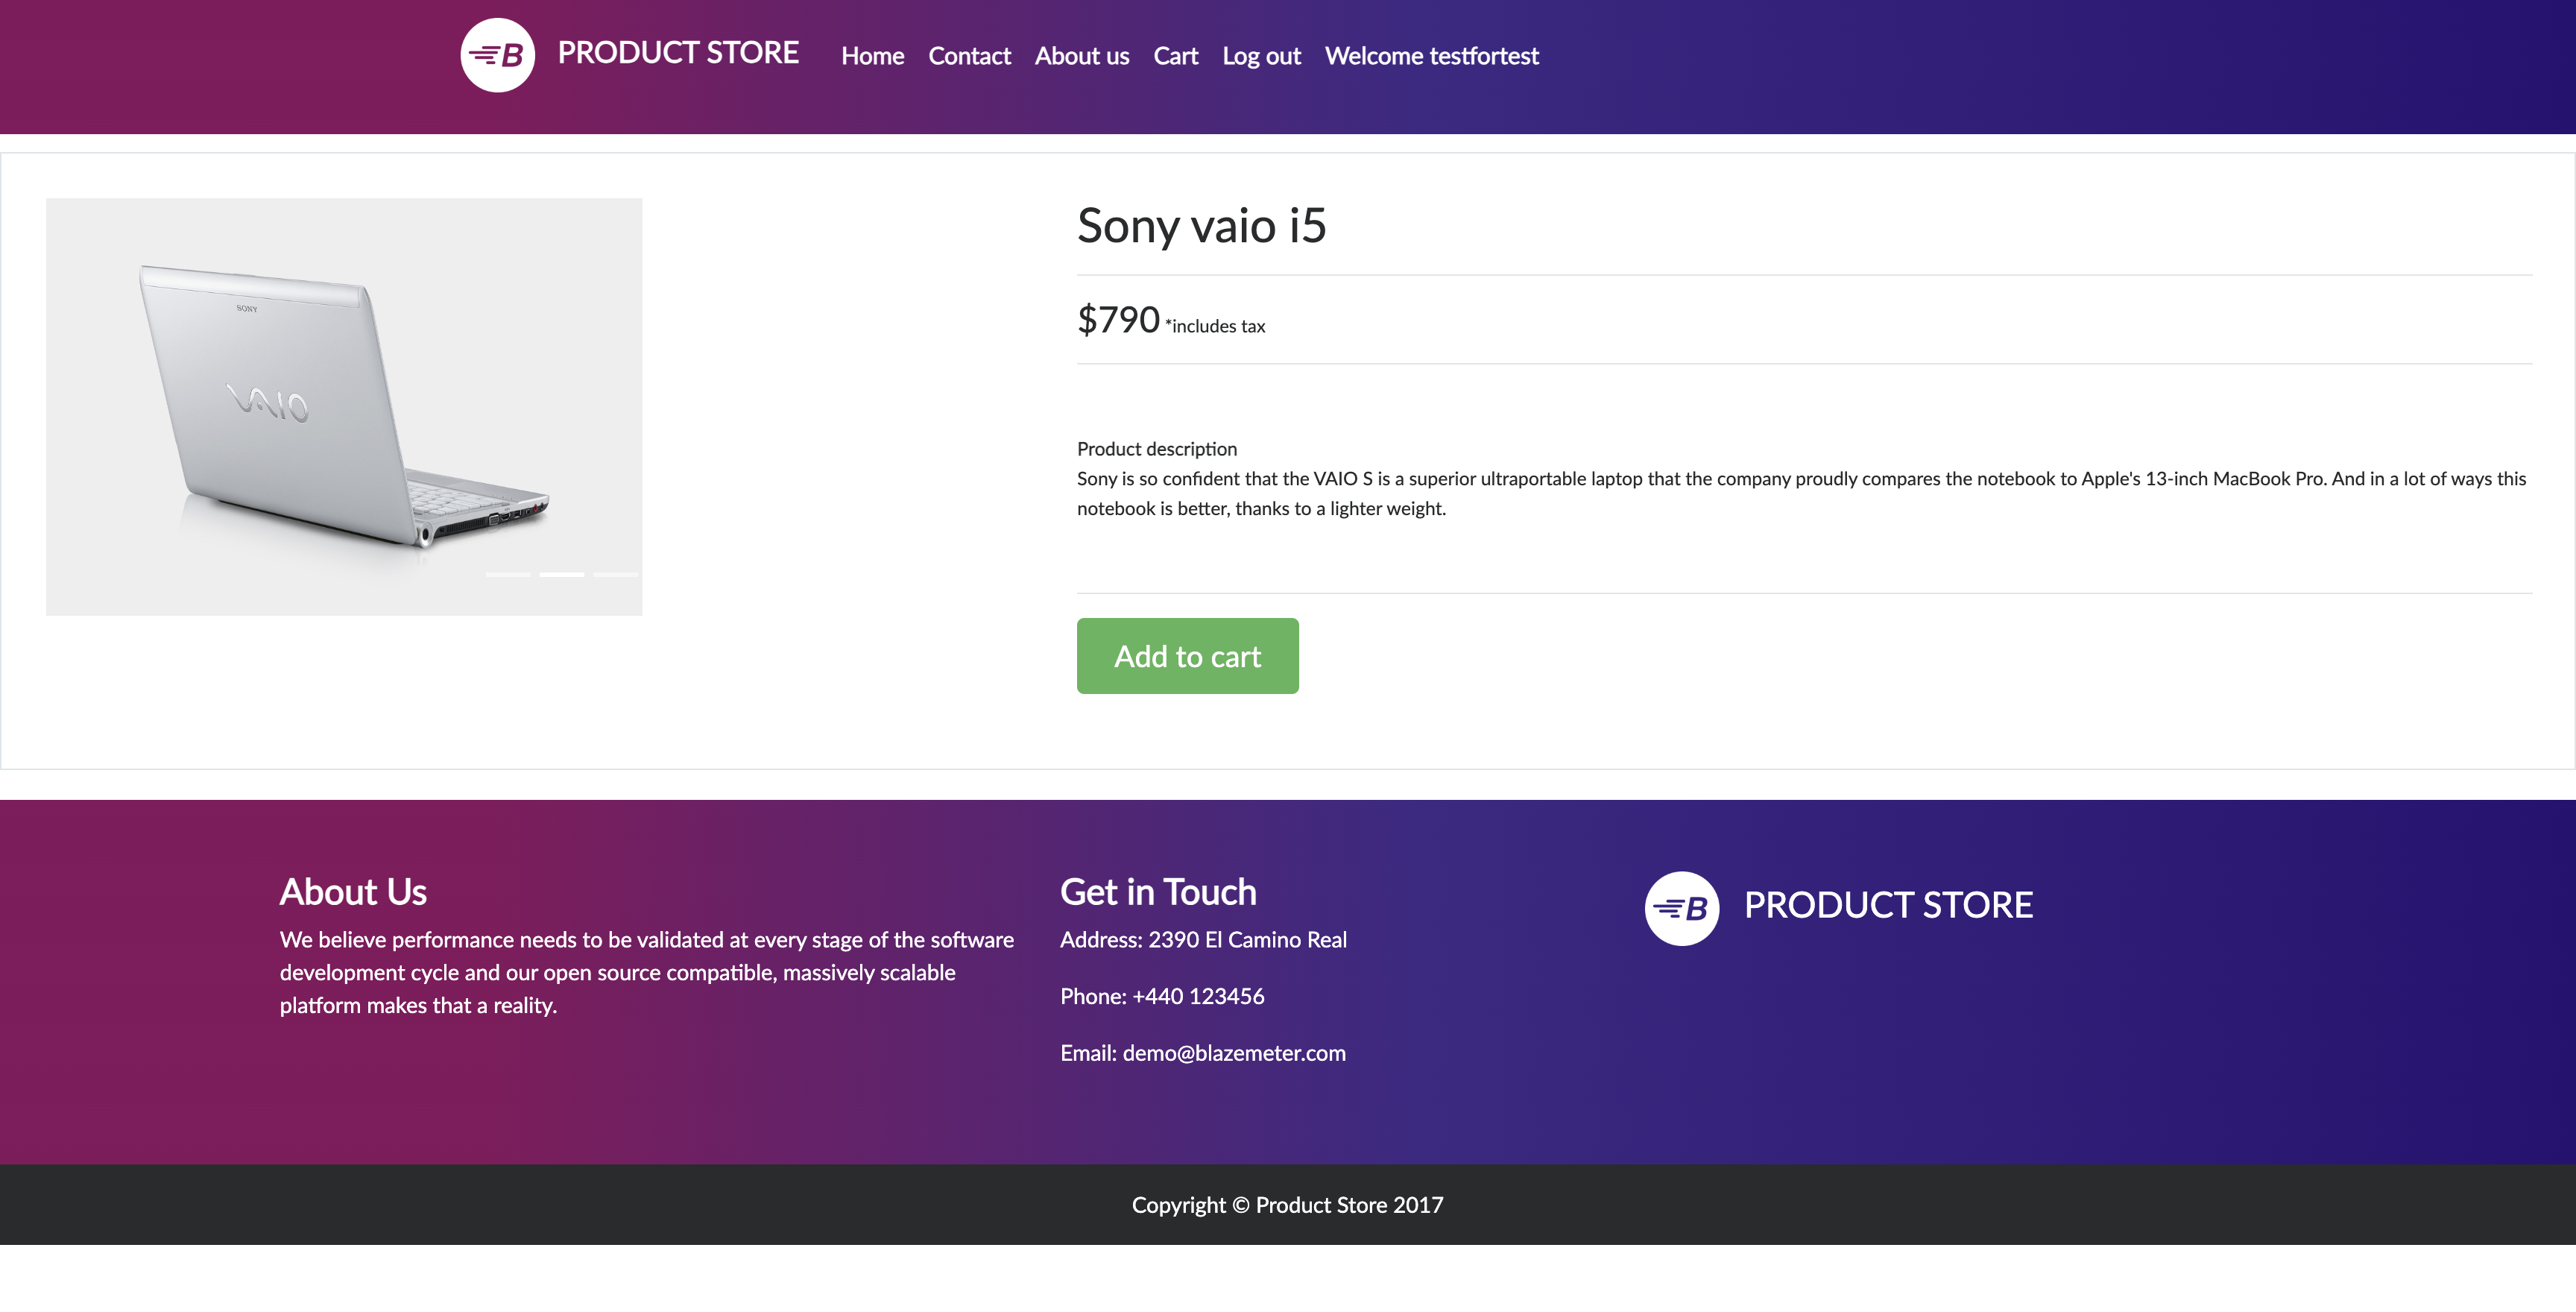 B PRODUCT STORE Home Contact About us Cart Log out Welcome testfortest
SONY
VAIO
Sony vaio i5
$790 *includes tax
Product description
Sony is so confident that the VAIO S is a superior ultraportable laptop that the company proudly compares the notebook to Apple's 13-inch MacBook Pro. And in a lot of ways this
notebook is better, thanks to a lighter weight.
Add to cart
About Us
We believe performance needs to be validated at every stage of the software
development cycle and our open source compatible, massively scalable
platform makes that a reality.
Get in Touch
Address: 2390 El Camino Real
Phone: +440 123456
Email: demo@blazemeter.com
B PRODUCT STORE
Copyright © Product Store 2017